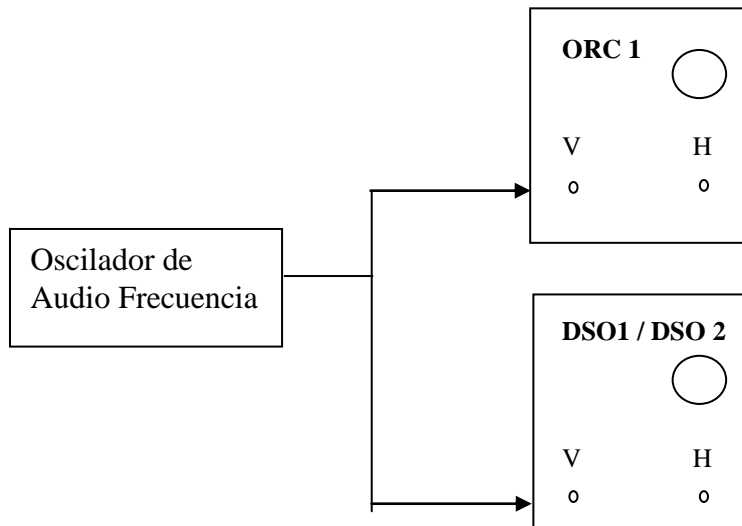 ORC 1
V H
Oscilador de
Audio Frecuencia
DSO1 / DSO 2
V H